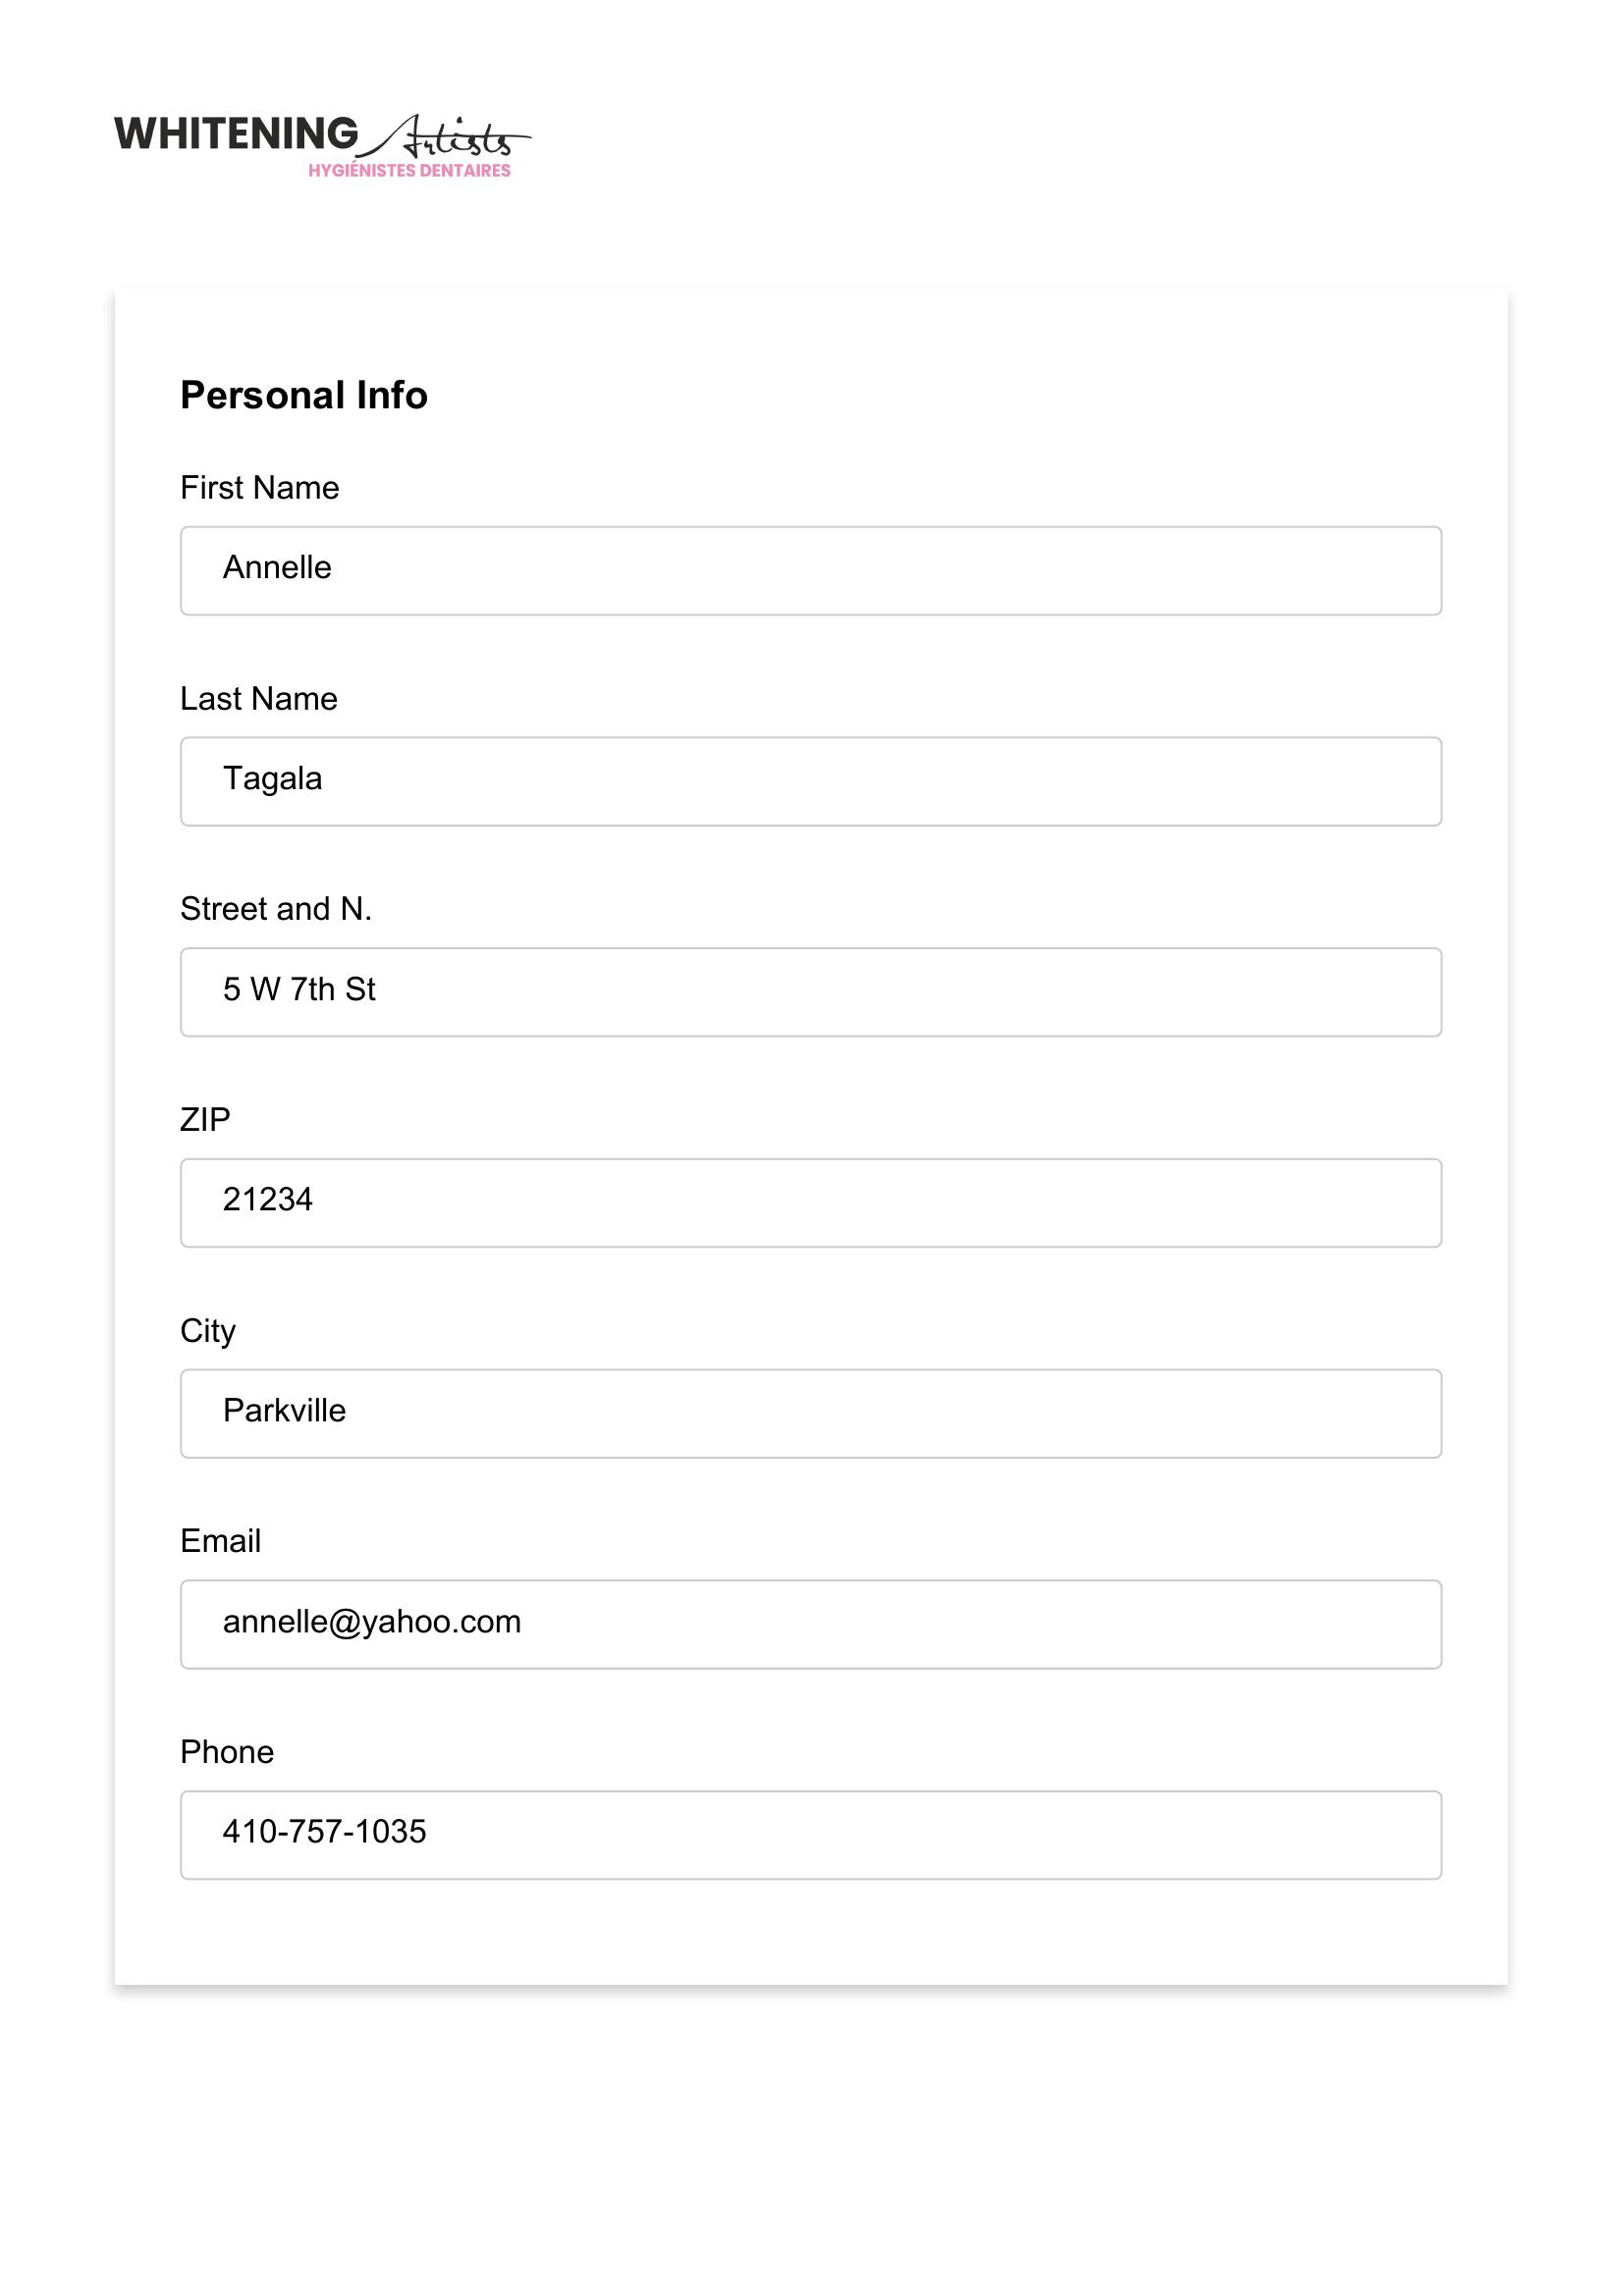 WHITENING Artists
HYGIÉNISTES DENTAIRES
Personal Info
First Name
Annelle
Last Name
Tagala
Street and N.
5 W 7th St
ZIP
21234
City
Parkville
Email
annelle@yahoo.com
Phone
410-757-1035